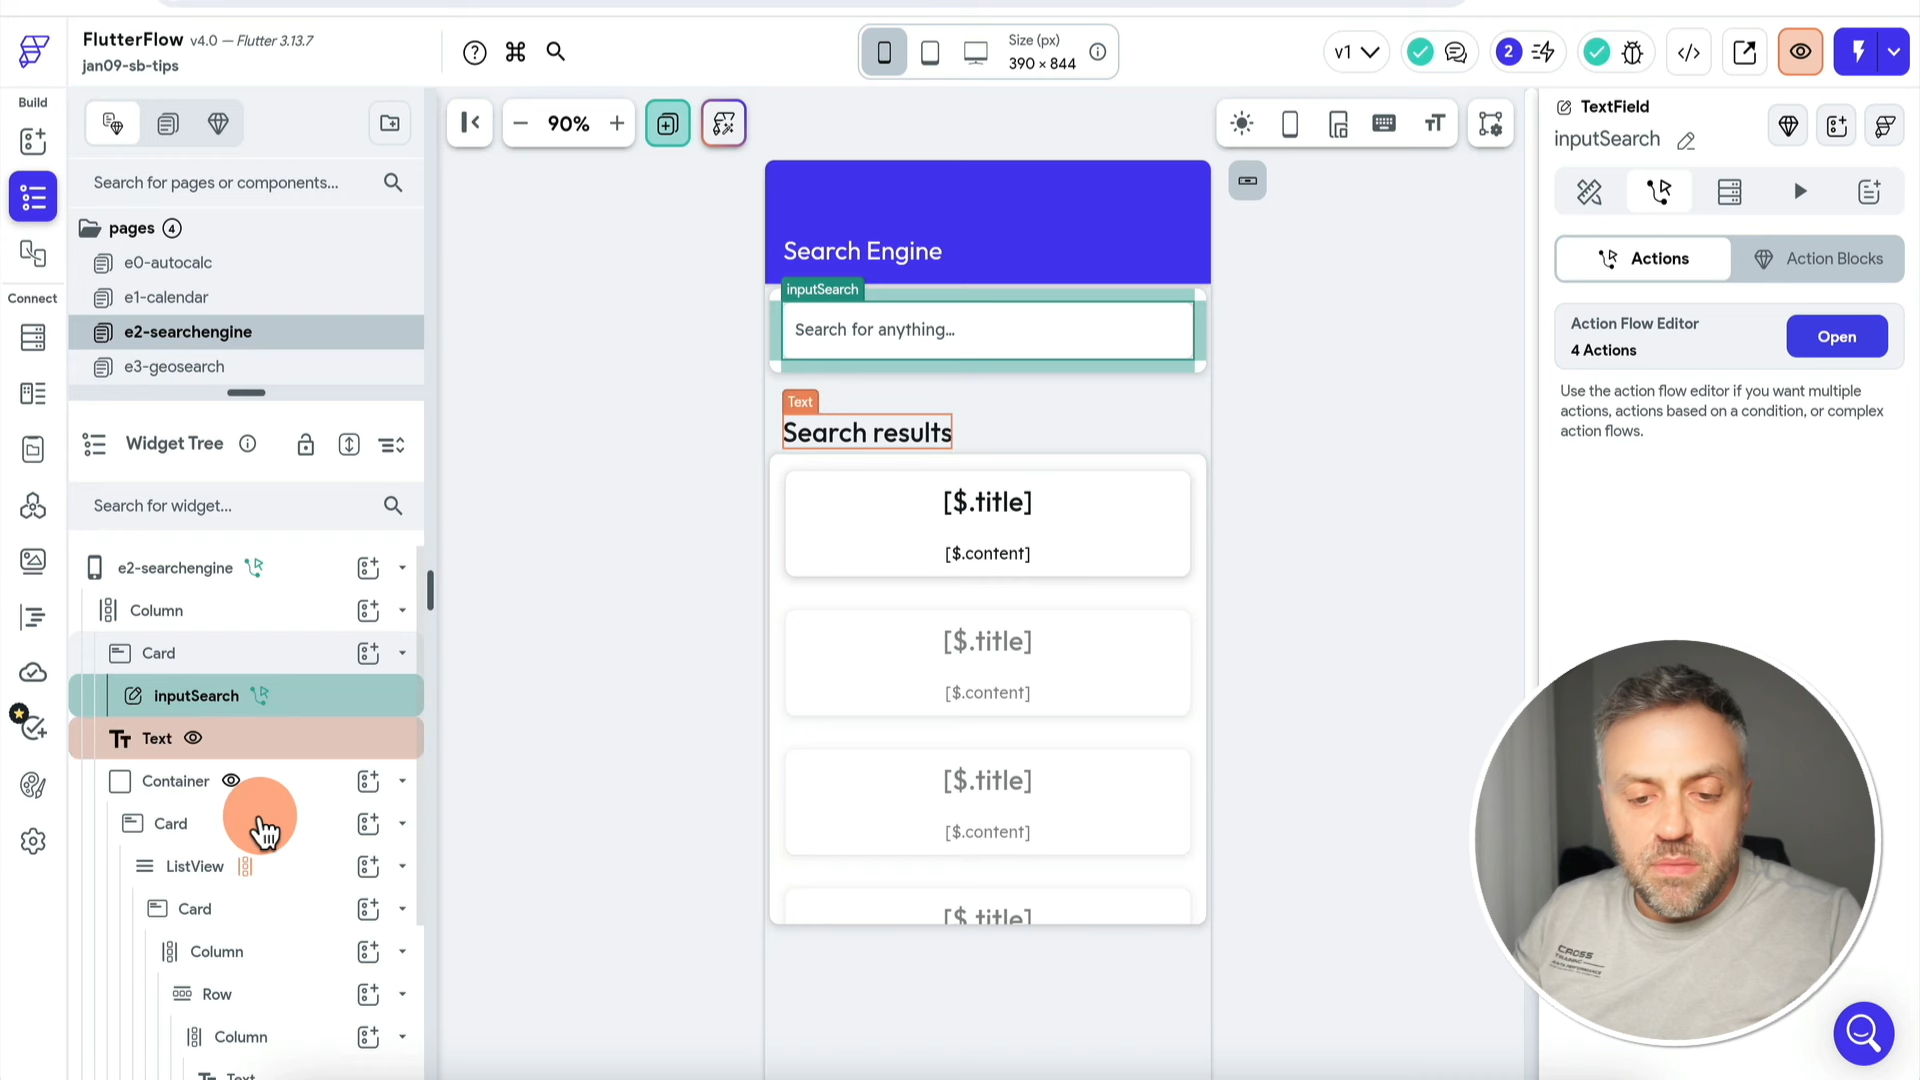 FlutterFlow v4.0 — Flutter 3.13.7
jan09-sb-tips
Size (px)
390 × 844
v1
2
Build
Connect
90%
Search for pages or components...
pages 4
e0-autocalc
e1-calendar
e2-searchengine
e3-geosearch
Widget Tree
Search for widget...
e2-searchengine
Column
Card
inputSearch
Text
Container
Card
ListView
Card
Column
Row
Column
Text
Search Engine
inputSearch
Search for anything...
Text
Search results
[$.title]
[$.content]
[$.title]
[$.content]
[$.title]
[$.content]
[$.title]
TextField
inputSearch
Actions
Action Blocks
Action Flow Editor
4 Actions
Open
Use the action flow editor if you want multiple
actions, actions based on a condition, or complex
action flows.
CROSS
TRAINING